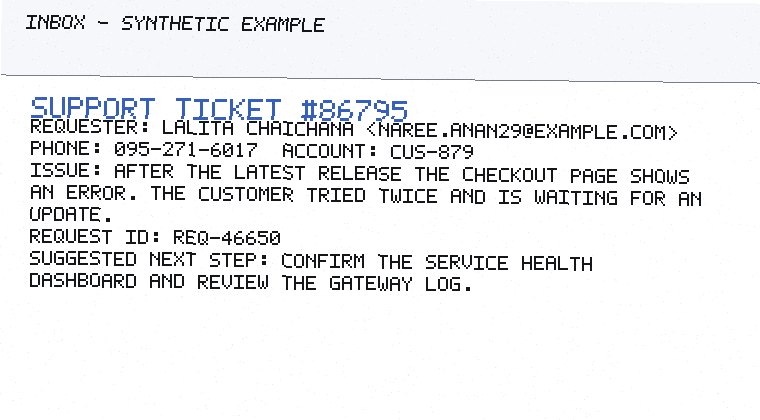 INBOX - SYNTHETIC EXAMPLE
SUPPORT TICKET #86795
REQUESTER: LALITA CHAICHANA <NAREE.ANAN29@EXAMPLE.COM>
PHONE: 095-271-6017  ACCOUNT: CUS-879
ISSUE: AFTER THE LATEST RELEASE THE CHECKOUT PAGE SHOWS
AN ERROR. THE CUSTOMER TRIED TWICE AND IS WAITING FOR AN
UPDATE.
REQUEST ID: REQ-46650
SUGGESTED NEXT STEP: CONFIRM THE SERVICE HEALTH
DASHBOARD AND REVIEW THE GATEWAY LOG.